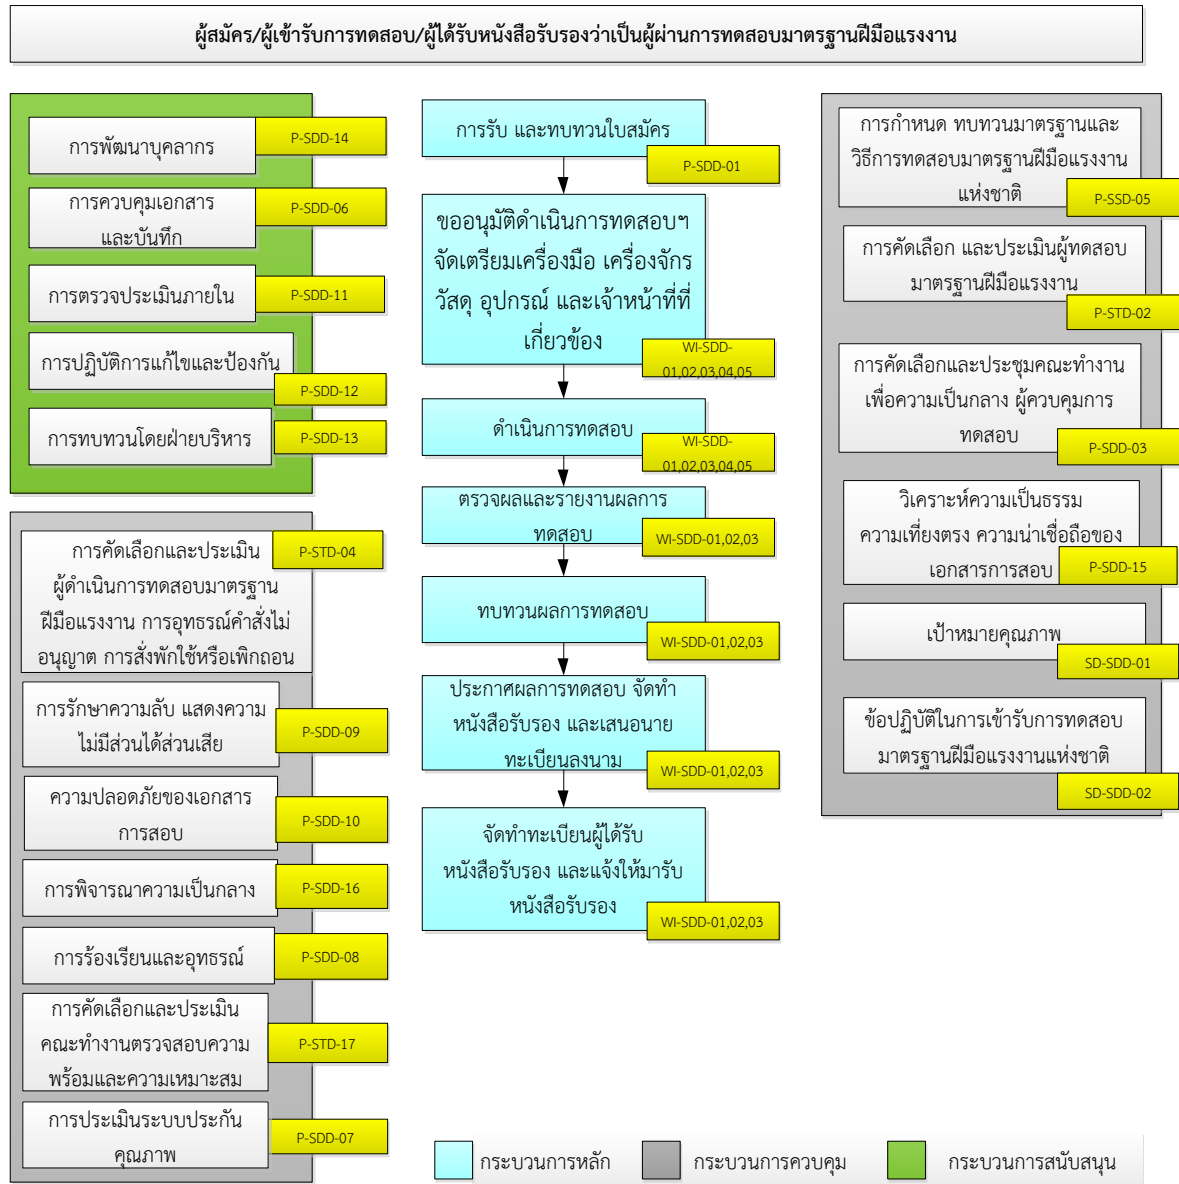 ผู้สมัคร/ผู้เข้ารับการทดสอบ/ผู้ได้รับหนังสือรับรองว่าเป็นผู้ผ่านการทดสอบมาตรฐานฝีมือแรงงาน
การพัฒนาบุคลากร
P-SDD-14
การควบคุมเอกสาร
และบันทึก
P-SDD-06
การตรวจประเมินภายใน
P-SDD-11
การปฏิบัติการแก้ไขและป้องกัน
P-SDD-12
การทบทวนโดยฝ่ายบริหาร
P-SDD-13
การคัดเลือกและประเมิน
ผู้ดำเนินการทดสอบมาตรฐาน
ฝีมือแรงงาน การอุทธรณ์คำสั่งไม่
อนุญาต การสั่งพักใช้หรือเพิกถอน
P-STD-04
การรักษาความลับ แสดงความ
ไม่มีส่วนได้ส่วนเสีย
P-SDD-09
ความปลอดภัยของเอกสาร
การสอบ
P-SDD-10
การพิจารณาความเป็นกลาง
P-SDD-16
การร้องเรียนและอุทธรณ์
P-SDD-08
การคัดเลือกและประเมิน
คณะทำงานตรวจสอบความ
พร้อมและความเหมาะสม
P-STD-17
การประเมินระบบประกัน
คุณภาพ
P-SDD-07
การรับ และทบทวนใบสมัคร
P-SDD-01
ขออนุมัติดำเนินการทดสอบฯ
จัดเตรียมเครื่องมือ เครื่องจักร
วัสดุ อุปกรณ์ และเจ้าหน้าที่ที่
เกี่ยวข้อง
WI-SDD-
01,02,03,04,05
ดำเนินการทดสอบ
WI-SDD-
01,02,03,04,05
ตรวจผลและรายงานผลการ
ทดสอบ
WI-SDD-01,02,03
ทบทวนผลการทดสอบ
WI-SDD-01,02,03
ประกาศผลการทดสอบ จัดทำ
หนังสือรับรอง และเสนอนาย
ทะเบียนลงนาม
WI-SDD-01,02,03
จัดทำทะเบียนผู้ได้รับ
หนังสือรับรอง และแจ้งให้มารับ
หนังสือรับรอง
WI-SDD-01,02,03
การกำหนด ทบทวนมาตรฐานและ
วิธีการทดสอบมาตรฐานฝีมือแรงงาน
แห่งชาติ
P-SSD-05
การคัดเลือก และประเมินผู้ทดสอบ
มาตรฐานฝีมือแรงงาน
P-STD-02
การคัดเลือกและประชุมคณะทำงาน
เพื่อความเป็นกลาง ผู้ควบคุมการ
ทดสอบ
P-SDD-03
วิเคราะห์ความเป็นธรรม
ความเที่ยงตรง ความน่าเชื่อถือของ
เอกสารการสอบ
P-SDD-15
เป้าหมายคุณภาพ
SD-SDD-01
ข้อปฏิบัติในการเข้ารับการทดสอบ
มาตรฐานฝีมือแรงงานแห่งชาติ
SD-SDD-02
กระบวนการหลัก
กระบวนการควบคุม
กระบวนการสนับสนุน